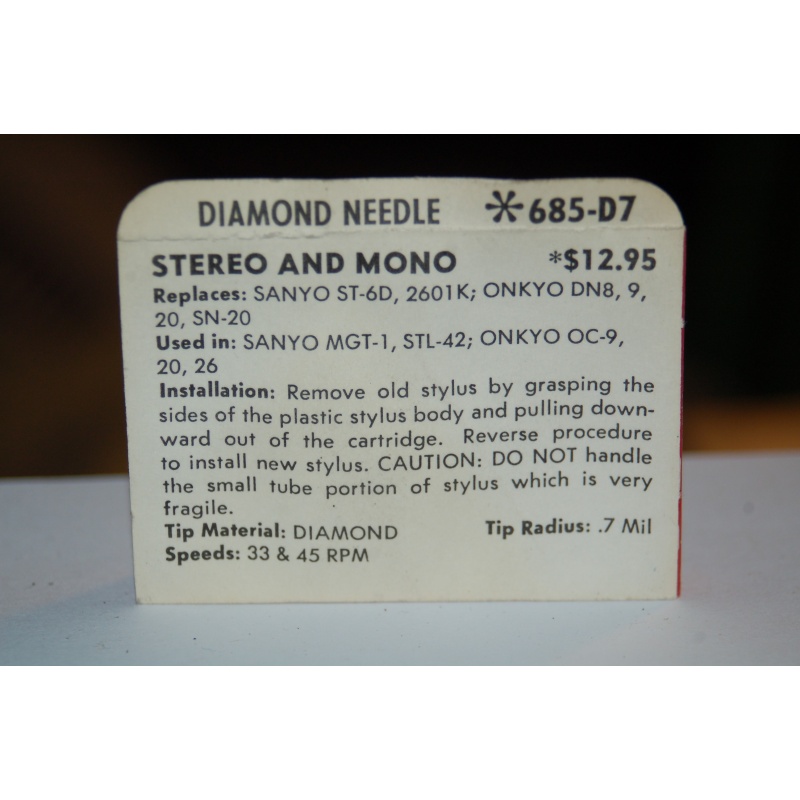 DIAMOND NEEDLE *685-D7
STEREO AND MONO *$12.95
Replaces: SANYO ST-6D, 2601K; ONKYO DN8, 9,
20, SN-20
Used in: SANYO MGT-1, STL-42; ONKYO OC-9,
20, 26
Installation: Remove old stylus by grasping the
sides of the plastic stylus body and pulling down-
ward out of the cartridge. Reverse procedure
to install new stylus. CAUTION: DO NOT handle
the small tube portion of stylus which is very
fragile.
Tip Material: DIAMOND Tip Radius: .7 Mil
Speeds: 33 & 45 RPM